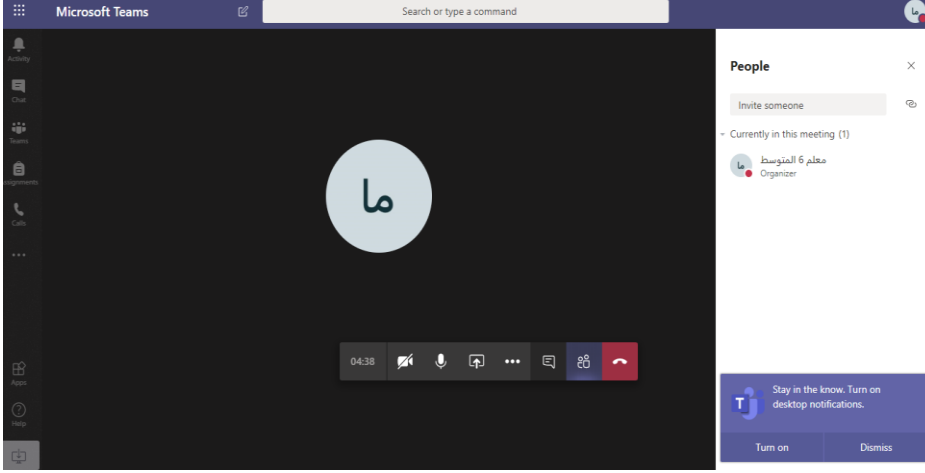 Microsoft Teams
Search or type a command
ما
Activity
Chat
Teams
Assignments
Calls
Apps
Help
ما
04:38
People
Invite someone
Currently in this meeting (1)
ما
معلم 6 المتوسط
Organizer
T
Stay in the know. Turn on
desktop notifications.
Turn on
Dismiss